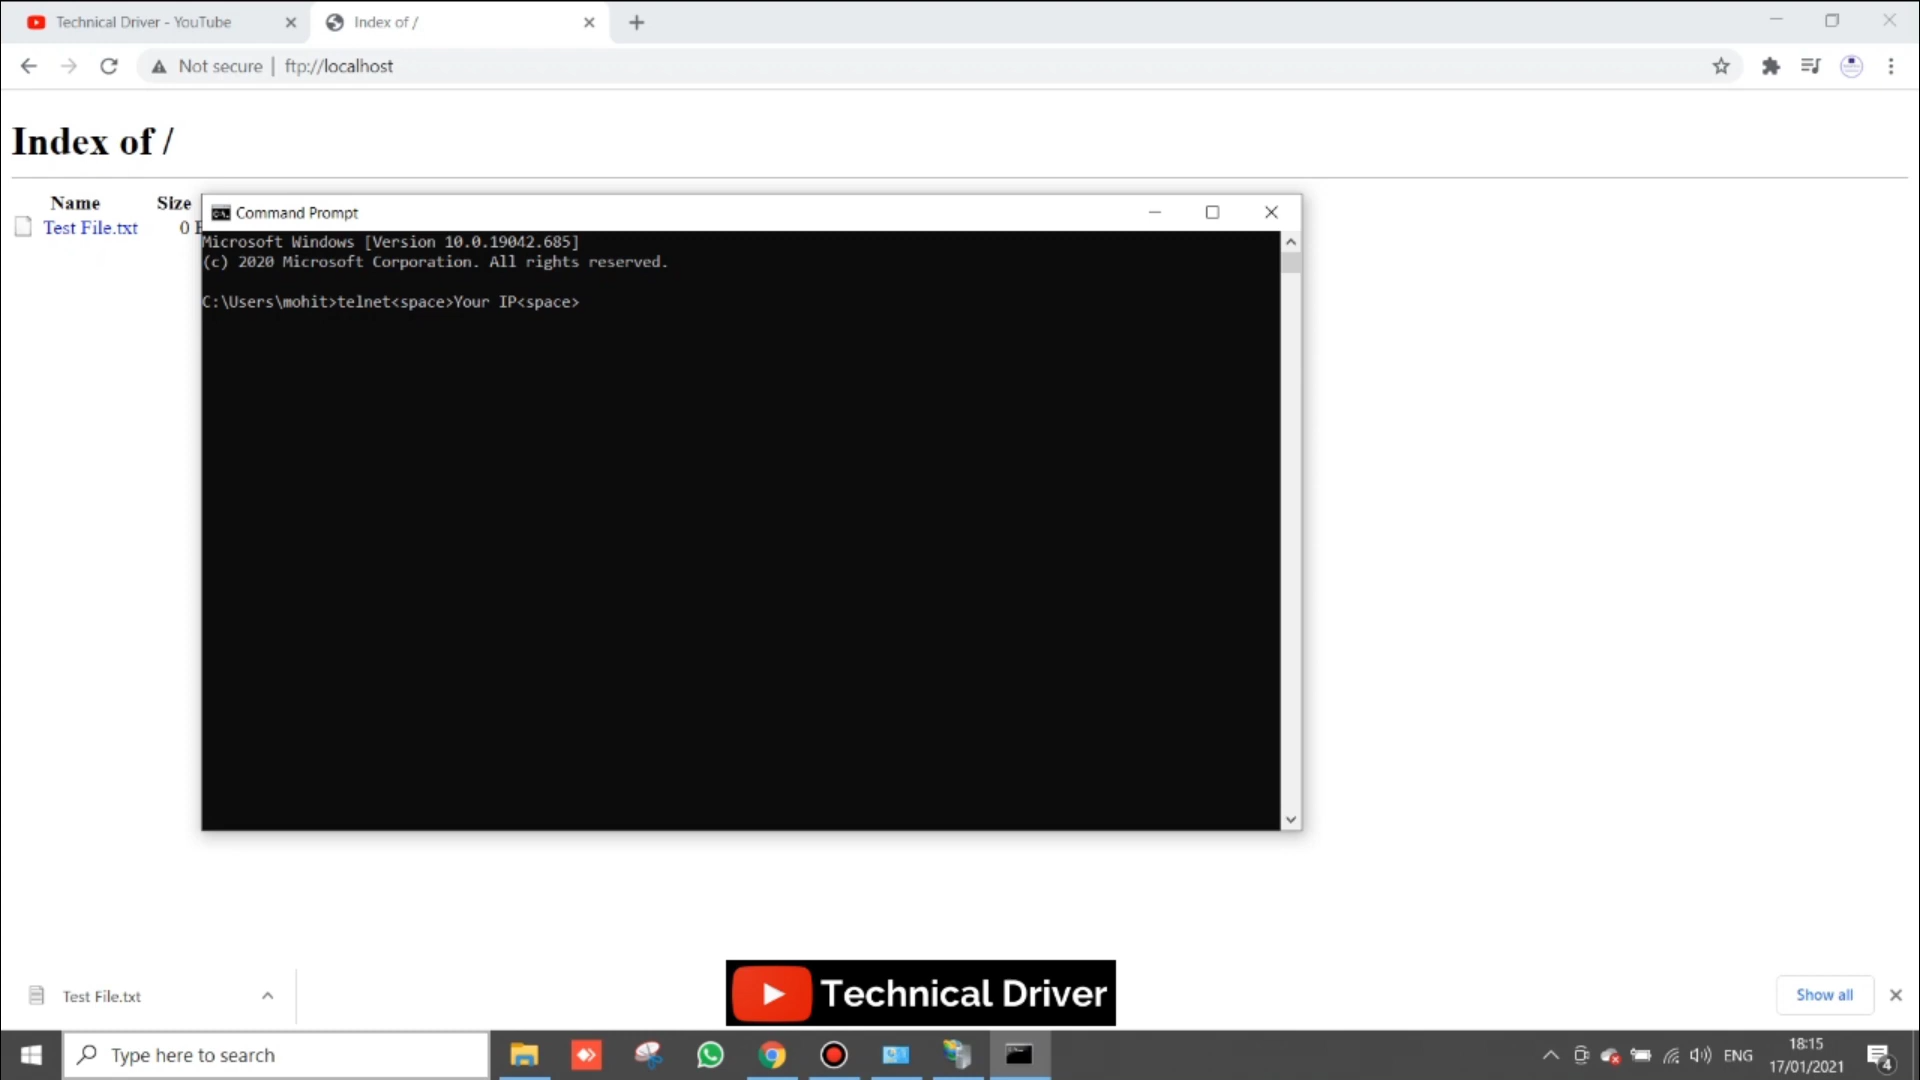 Technical Driver - YouTube
Index of /
Not secure
ftp://localhost
Index of /
Name Size
Test File.txt 0
Command Prompt
Microsoft Windows [Version 10.0.19042.685]
(c) 2020 Microsoft Corporation. All rights reserved.
C:\Users\mohit>telnet<space>Your IP<space>
Test File.txt
Technical Driver
Show all
Type here to search
ENG
18:15
17/01/2021
4